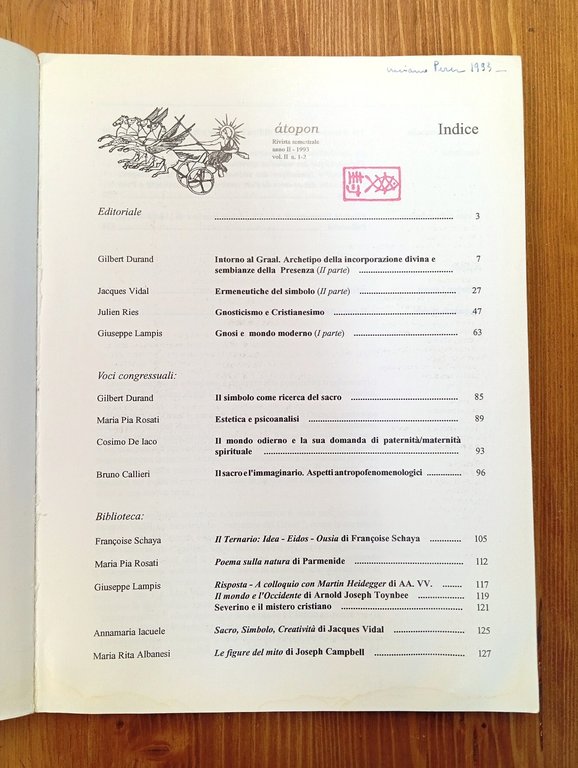 1993
átopon
Rivista semestrale
anno II - 1993
vol. II n. 1-2
Indice
Editoriale ........ 3
Gilbert Durand Intorno al Graal. Archetipo della incorporazione divina e 7
sembianze della Presenza (II parte) ........
Jacques Vidal Ermeneutiche del simbolo (II parte) ........ 27
Julien Ries Gnosticismo e Cristianesimo ........ 47
Giuseppe Lampis Gnosi e mondo moderno (I parte) ........ 63
Voci congressuali:
Gilbert Durand Il simbolo come ricerca del sacro ........ 85
Maria Pia Rosati Estetica e psicoanalisi ........ 89
Cosimo De Iaco Il mondo odierno e la sua domanda di paternità/maternità
spirituale ........ 93
Bruno Callieri Il sacro e l'immaginario. Aspetti antropofenomenologici ........ 96
Biblioteca:
Françoise Schaya Il Ternario: Idea - Eidos - Ousia di Françoise Schaya ........ 105
Maria Pia Rosati Poema sulla natura di Parmenide ........ 112
Giuseppe Lampis Risposta - A colloquio con Martin Heidegger di AA. VV. ........ 117
Il mondo e l'Occidente di Arnold Joseph Toynbee ........ 119
Severino e il mistero cristiano ........ 121
Annamaria Iacuele Sacro, Simbolo, Creatività di Jacques Vidal ........ 125
Maria Rita Albanesi Le figure del mito di Joseph Campbell ........ 127